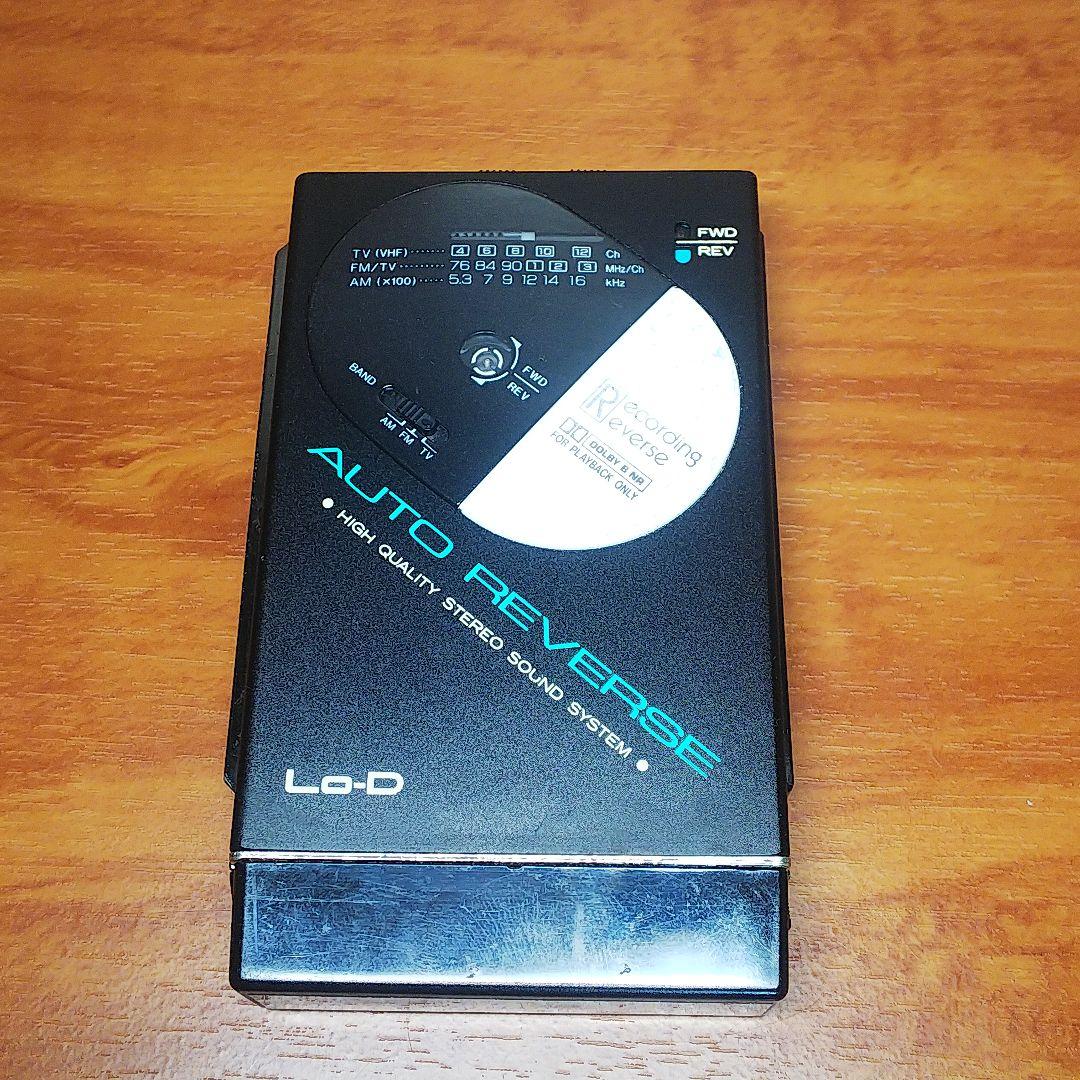 FWD
REV
TV (VHF)······· 4 6 8 10 12 Ch
FM/TV········· 76 84 90 1 2 3 MHz/Ch
AM (×100)····· 5.3 7 9 12 14 16 kHz
FWD
REV
BAND
AM FM TV
Recording
Reverse
DOLBY B NR
FOR PLAYBACK ONLY
AUTO REVERSE
• HIGH QUALITY STEREO SOUND SYSTEM •
Lo-D